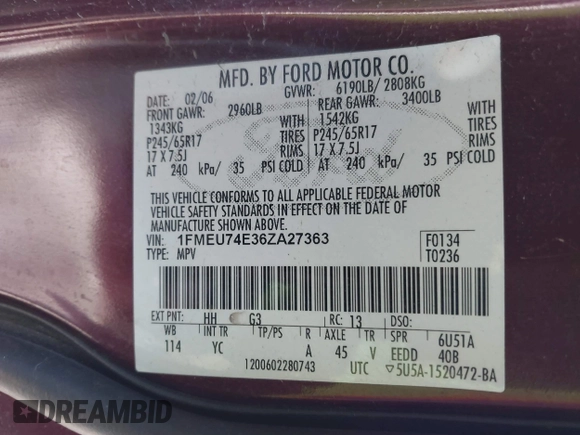 MFD. BY FORD MOTOR CO.
DATE: 02/06 GVWR: 6190LB/ 2808KG
FRONT GAWR: 2960LB REAR GAWR: 3400LB
1343KG WITH 1542KG WITH
P245/65R17 TIRES P245/65R17 TIRES
17 X 7.5J RIMS 17 X 7.5J RIMS
AT 240 kPa/ 35 PSI COLD AT 240 kPa/ 35 PSI COLD
THIS VEHICLE CONFORMS TO ALL APPLICABLE FEDERAL MOTOR
VEHICLE SAFETY STANDARDS IN EFFECT ON THE DATE OF
MANUFACTURE SHOWN ABOVE.
VIN: 1FMEU74E36ZA27363 F0134
TYPE: MPV T0236
EXT PNT: HH G3 RC: 13 DSO:
WB INT TR TP/PS R AXLE TR SPR 6U51A
114 YC A 45 V EEDD 40B
1200602280743 UTC ▽5U5A-1520472-BA
DREAMBID